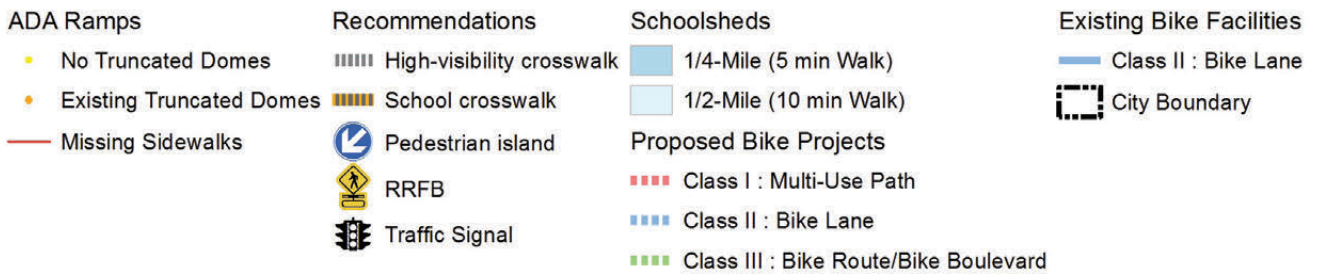 ADA Ramps
No Truncated Domes
Existing Truncated Domes
Missing Sidewalks
Recommendations
High-visibility crosswalk
School crosswalk
Pedestrian island
RRFB
Traffic Signal
Schoolsheds
1/4-Mile (5 min Walk)
1/2-Mile (10 min Walk)
Proposed Bike Projects
Class I : Multi-Use Path
Class II : Bike Lane
Class III : Bike Route/Bike Boulevard
Existing Bike Facilities
Class II : Bike Lane
City Boundary